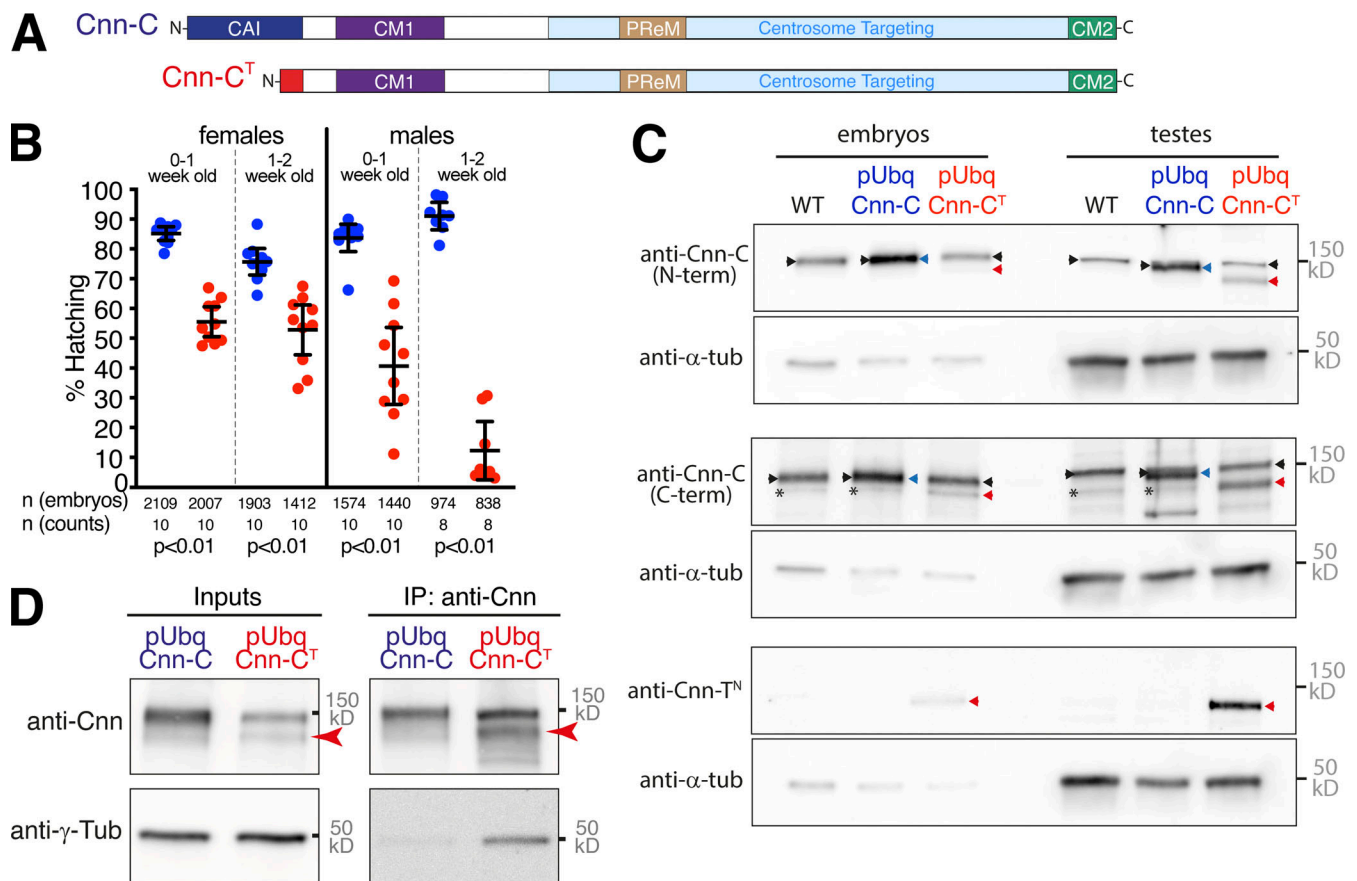 A
Cnn-C N- CAI CM1 PReM Centrosome Targeting CM2 -C
Cnn-Cᵀ N- CM1 PReM Centrosome Targeting CM2 -C
B
females males
0-1 week old 1-2 week old 0-1 week old 1-2 week old
% Hatching
100
90
80
70
60
50
40
30
20
10
0
n (embryos) 2109 2007 1903 1412 1574 1440 974 838
n (counts) 10 10 10 10 10 10 8 8
p<0.01 p<0.01 p<0.01 p<0.01
C
embryos testes
WT pUbq Cnn-C pUbq Cnn-Cᵀ WT pUbq Cnn-C pUbq Cnn-Cᵀ
anti-Cnn-C (N-term) 150 kD
anti-α-tub 50 kD
anti-Cnn-C (C-term) * * * * 150 kD
anti-α-tub 50 kD
anti-Cnn-Tᴺ 150 kD
anti-α-tub 50 kD
D
Inputs IP: anti-Cnn
pUbq Cnn-C pUbq Cnn-Cᵀ pUbq Cnn-C pUbq Cnn-Cᵀ
anti-Cnn 150 kD 150 kD
anti-γ-Tub 50 kD 50 kD